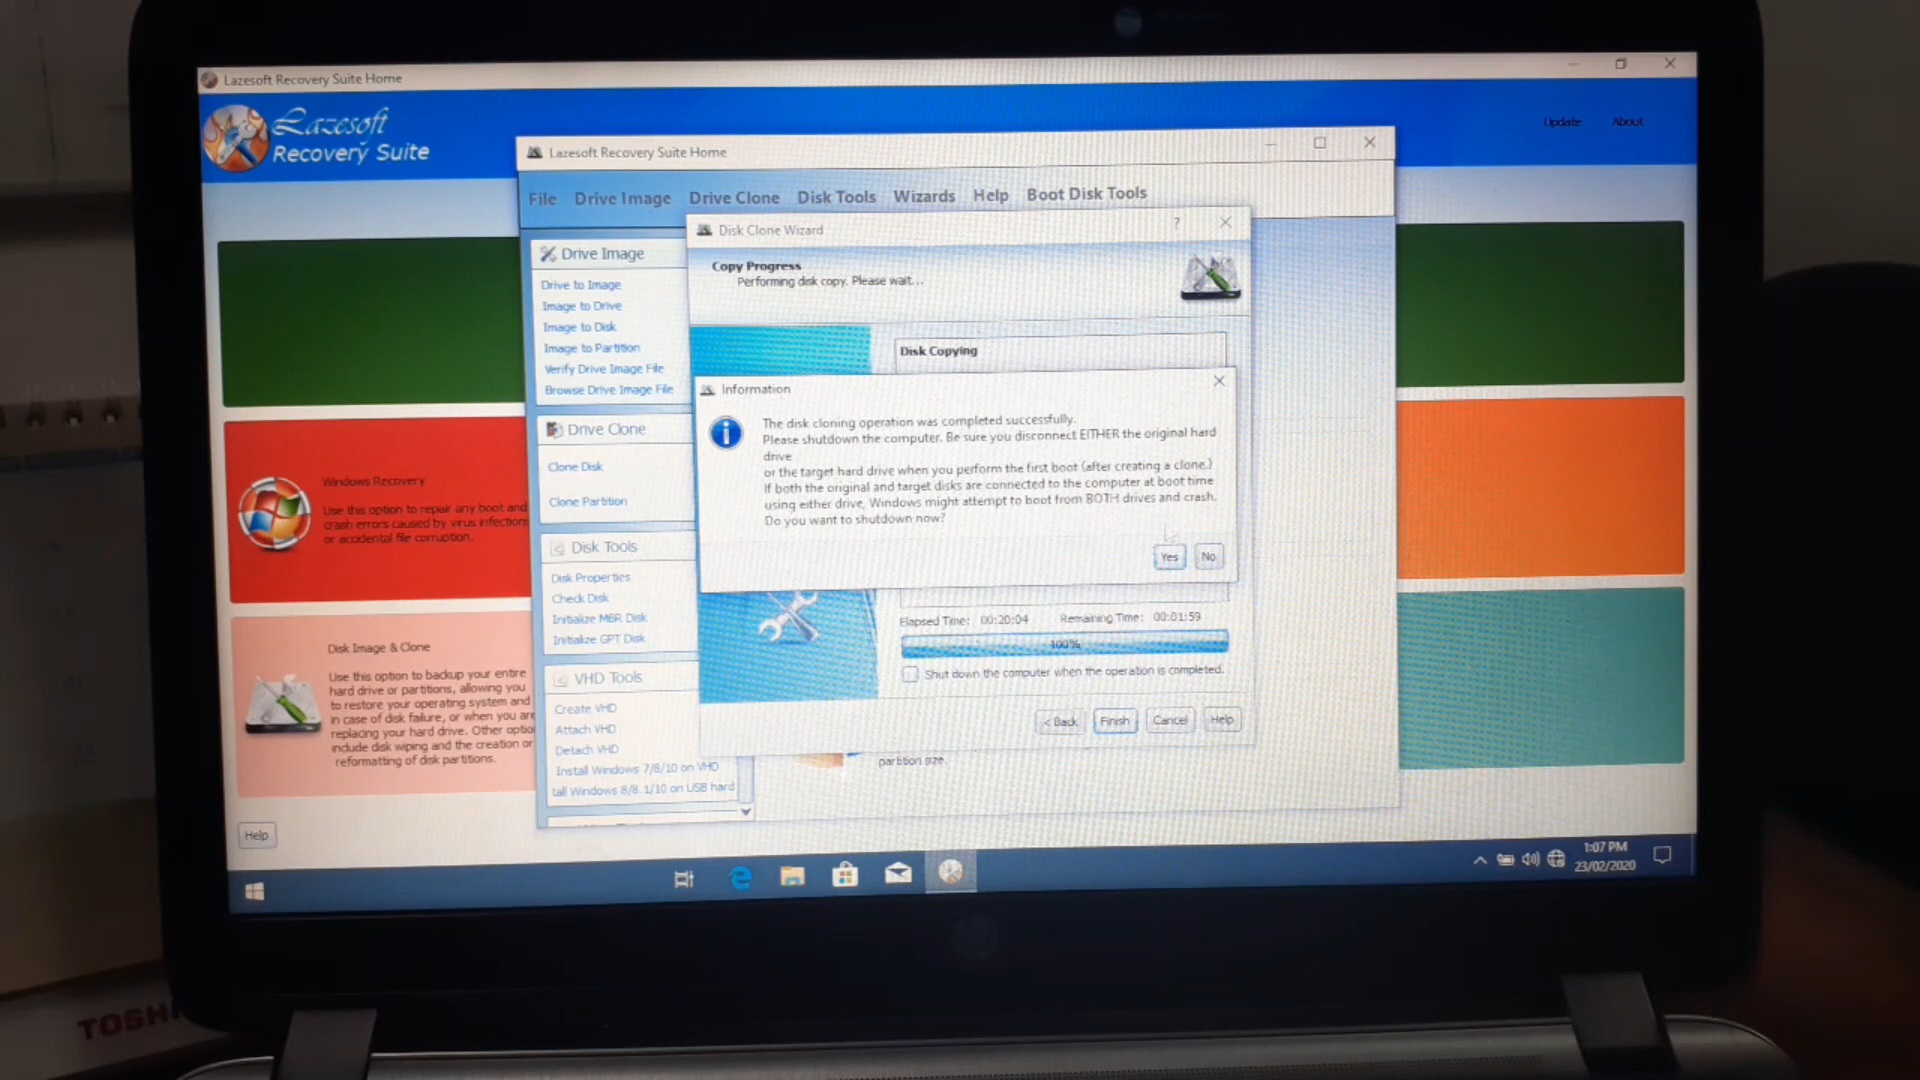 Lazesoft Recovery Suite Home
Lazesoft
Recovery Suite
Update
About
Lazesoft Recovery Suite Home
File
Drive Image
Drive Clone
Disk Tools
Wizards
Help
Boot Disk Tools
Drive Image
Drive to Image
Image to Drive
Image to Disk
Image to Partition
Verify Drive Image File
Browse Drive Image File
Drive Clone
Clone Disk
Clone Partition
Disk Tools
Disk Properties
Check Disk
Initialize MBR Disk
Initialize GPT Disk
VHD Tools
Create VHD
Attach VHD
Detach VHD
Install Windows 7/8/10 on VHD
tall Windows 8/8. 1/10 on USB hard
Disk Clone Wizard
?
Copy Progress
Performing disk copy. Please wait...
Disk Copying
Information
The disk cloning operation was completed successfully.
Please shutdown the computer. Be sure you disconnect EITHER the original hard
drive
or the target hard drive when you perform the first boot (after creating a clone.)
If both the original and target disks are connected to the computer at boot time
using either drive, Windows might attempt to boot from BOTH drives and crash.
Do you want to shutdown now?
Yes
No
Elapsed Time: 00:20:04
Remaining Time: 00:01:59
100%
Shut down the computer when the operation is completed.
< Back
Finish
Cancel
Help
partition size
Windows Recovery
Use this option to repair any boot and
crash errors caused by virus infection
or accidental file corruption.
Disk Image & Clone
Use this option to backup your entire
hard drive or partitions, allowing you
to restore your operating system and
in case of disk failure, or when you are
replacing your hard drive. Other optio
include disk wiping and the creation or
reformatting of disk partitions.
Help
1:07 PM
23/02/2020
hp
TOSHI